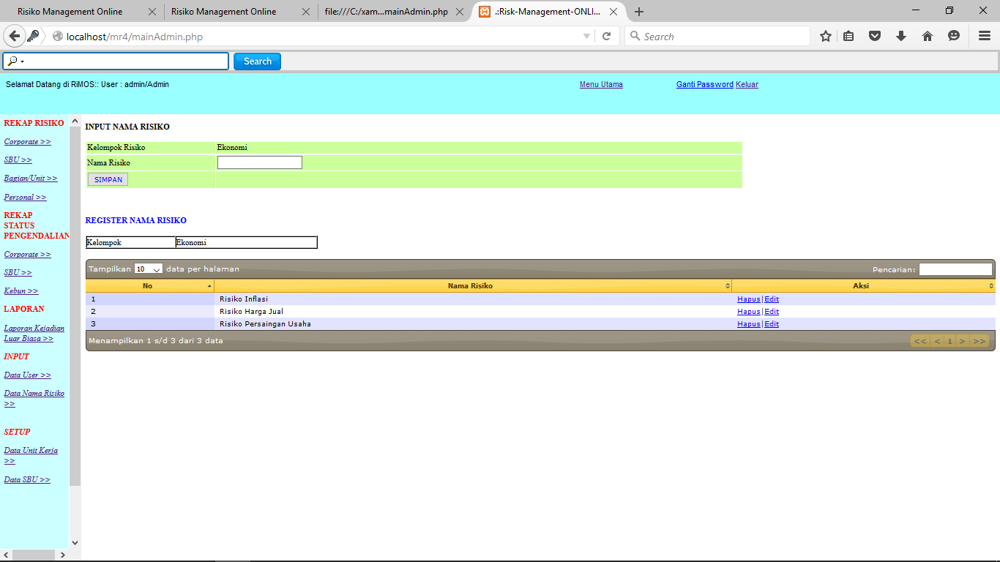 Risiko Management Online
Risiko Management Online
file:///C:/xam...mainAdmin.php
.:Risk-Management-ONLI...
localhost/mr4/mainAdmin.php
Search
Search
Selamat Datang di RiMOS:: User : admin/Admin
Menu Utama
Ganti Password Keluar
REKAP RISIKO
Corporate >>
SBU >>
Bagian/Unit >>
Personal >>
REKAP
STATUS
PENGENDALIAN
Corporate >>
SBU >>
Kebun >>
LAPORAN
Laporan Kejadian
Luar Biasa >>
INPUT
Data User >>
Data Nama Risiko
>>
SETUP
Data Unit Kerja
>>
Data SBU >>
INPUT NAMA RISIKO
Kelompok Risiko Ekonomi
Nama Risiko
SIMPAN
REGISTER NAMA RISIKO
Kelompok Ekonomi
Tampilkan 10 data per halaman
Pencarian:
No Nama Risiko Aksi
1 Risiko Inflasi Hapus|Edit
2 Risiko Harga Jual Hapus|Edit
3 Risiko Persaingan Usaha Hapus|Edit
Menampilkan 1 s/d 3 dari 3 data
<< < 1 > >>